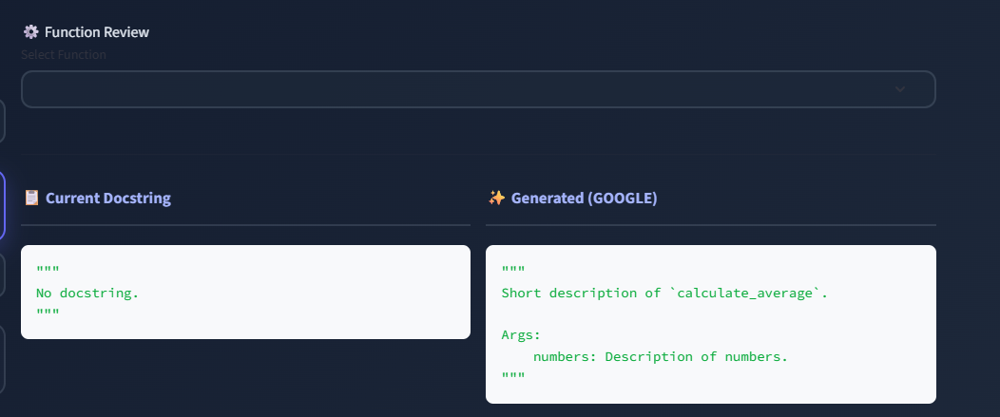 Function Review
Select Function
Current Docstring
Generated (GOOGLE)
"""
No docstring.
"""
"""
Short description of `calculate_average`.

Args:
    numbers: Description of numbers.
"""